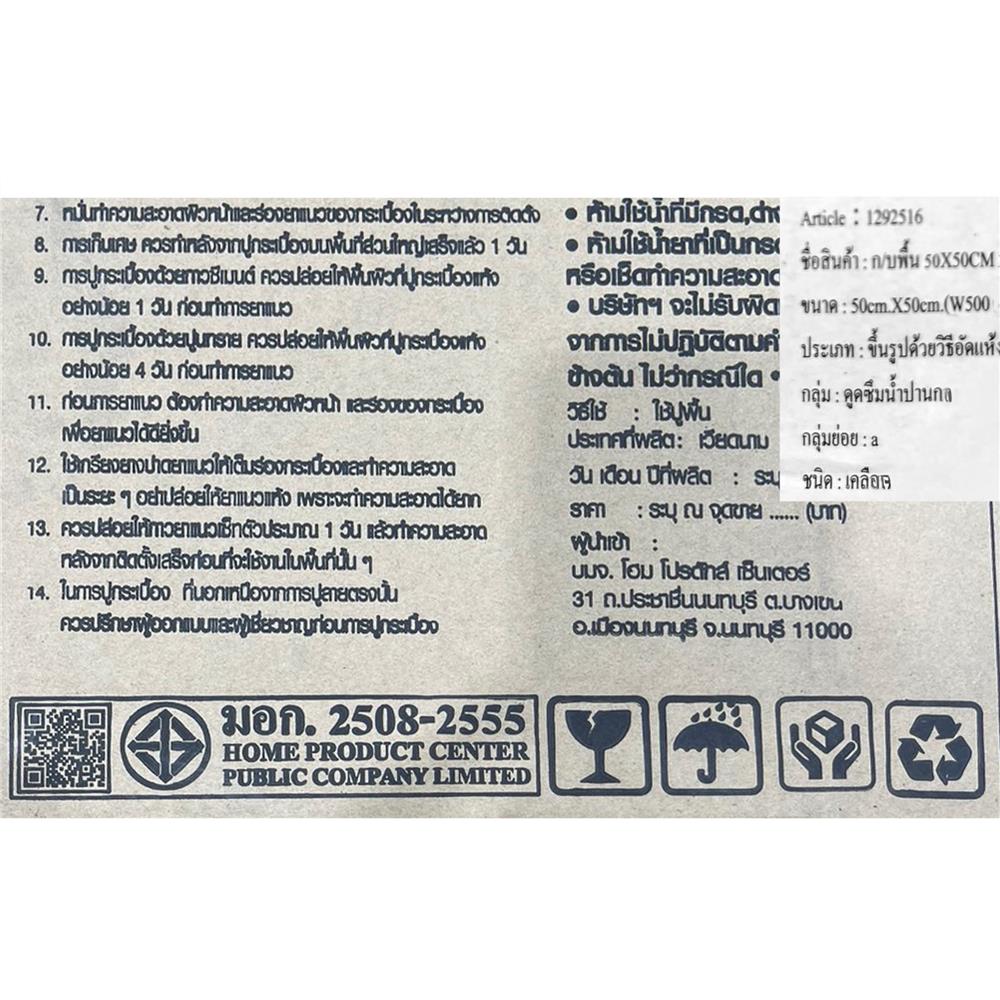 7. หมั่นทำความสะอาดผิวหน้าและร่องยาแนวของกระเบื้องในระหว่างการติดตั้ง
8. การเก็บเศษ ควรทำหลังจากปูกระเบื้องบนพื้นที่ส่วนใหญ่เสร็จแล้ว 1 วัน
9. การปูกระเบื้องด้วยกาวซีเมนต์ ควรปล่อยให้พื้นผิวที่ปูกระเบื้องแห้ง
อย่างน้อย 1 วัน ก่อนทำการยาแนว
10. การปูกระเบื้องด้วยปูนทราย ควรปล่อยให้พื้นผิวที่ปูกระเบื้องแห้ง
อย่างน้อย 4 วัน ก่อนทำการยาแนว
11. ก่อนการยาแนว ต้องทำความสะอาดผิวหน้า และร่องของกระเบื้อง
เพื่อยาแนวได้ดียิ่งขึ้น
12. ใช้เกรียงยางปาดยาแนวให้เต็มร่องกระเบื้องและทำความสะอาด
เป็นระยะ ๆ อย่าปล่อยให้ยาแนวแห้ง เพราะจะทำความสะอาดได้ยาก
13. ควรปล่อยให้กาวยาแนวเซ็ทตัวประมาณ 1 วัน แล้วทำความสะอาด
หลังจากติดตั้งเสร็จก่อนที่จะใช้งานในพื้นที่นั้น ๆ
14. ในการปูกระเบื้อง ที่นอกเหนือจากการปูลายตรงนั้น
ควรปรึกษาผู้ออกแบบและผู้เชี่ยวชาญก่อนการปูกระเบื้อง
• ห้ามใช้น้ำที่มีกรด,ด่าง
• ห้ามใช้น้ำยาที่เป็นกรด
หรือเช็ดทำความสะอาด
• บริษัทฯ จะไม่รับผิด
จากการไม่ปฏิบัติตามคำ
ข้างต้น ไม่ว่ากรณีใด ๆ
วิธีใช้ : ใช้ปูพื้น
ประเทศที่ผลิต: เวียดนาม
วัน เดือน ปีที่ผลิต : ระบุ
ราคา : ระบุ ณ จุดขาย ...... (บาท)
ผู้นำเข้า :
บมจ. โฮม โปรดักส์ เซ็นเตอร์
31 ถ.ประชาชื่นนนทบุรี ต.บางเขน
อ.เมืองนนทบุรี จ.นนทบุรี 11000
Article : 1292516
ชื่อสินค้า : ก/บพื้น 50X50CM
ขนาด : 50cm.X50cm.(W500
ประเภท : ขึ้นรูปด้วยวิธีอัดแห้ง
กลุ่ม : ดูดซึมน้ำปานกล
กลุ่มย่อย : a
ชนิด : เคลือบ
มอก. 2508-2555
HOME PRODUCT CENTER
PUBLIC COMPANY LIMITED